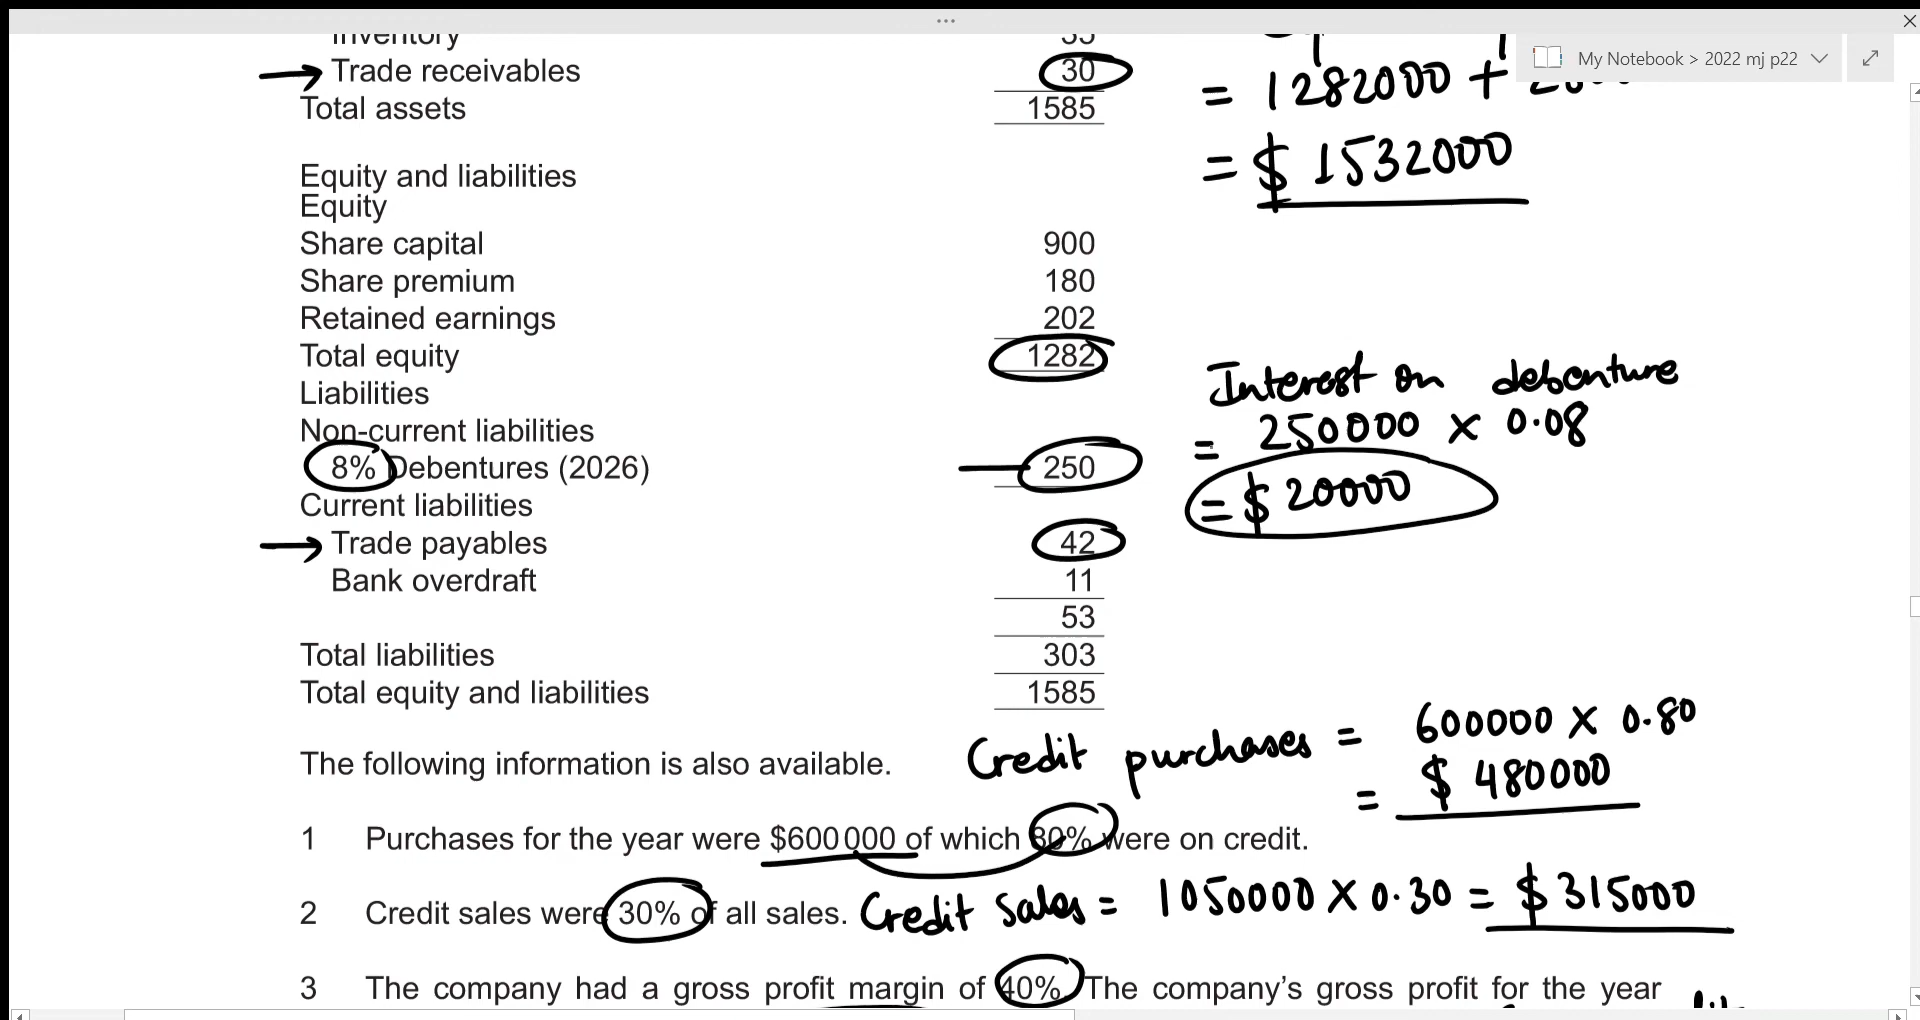 ...
Inventory 35
My Notebook > 2022 mj p22
Trade receivables 30
= 1282000 +
Total assets 1585
= $ 1532000
Equity and liabilities
Equity
Share capital 900
Share premium 180
Retained earnings 202
Total equity 1282
Liabilities
Interest on debenture
Non-current liabilities
= 250000 × 0.08
8% Debentures (2026) 250
= $ 20000
Current liabilities
Trade payables 42
Bank overdraft 11
53
Total liabilities 303
Total equity and liabilities 1585
Credit purchases = 600000 × 0.80
= $ 480000
The following information is also available.
1 Purchases for the year were $600 000 of which 80% were on credit.
2 Credit sales were 30% of all sales.
Credit sales = 1050000 × 0.30 = $ 315000
3 The company had a gross profit margin of 40%. The company's gross profit for the year